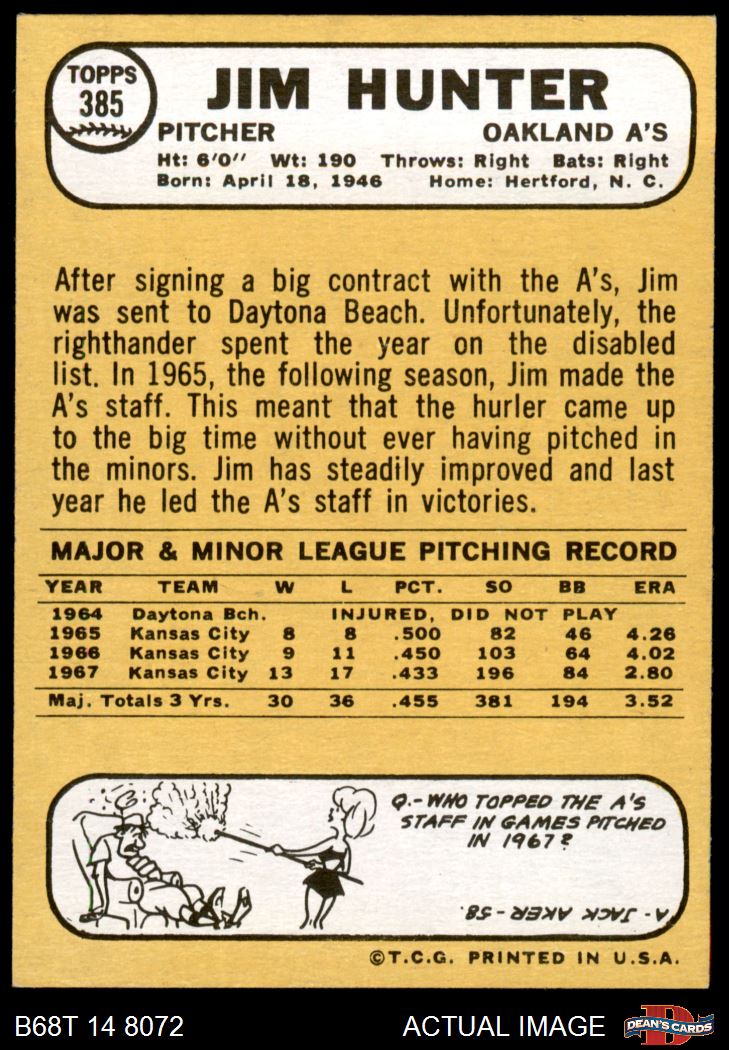 TOPPS
385
JIM HUNTER
PITCHER OAKLAND A'S
Ht: 6'0" Wt: 190 Throws: Right Bats: Right
Born: April 18, 1946 Home: Hertford, N. C.
After signing a big contract with the A's, Jim
was sent to Daytona Beach. Unfortunately, the
righthander spent the year on the disabled
list. In 1965, the following season, Jim made the
A's staff. This meant that the hurler came up
to the big time without ever having pitched in
the minors. Jim has steadily improved and last
year he led the A's staff in victories.
MAJOR & MINOR LEAGUE PITCHING RECORD
YEAR TEAM W L PCT. SO BB ERA
1964 Daytona Bch. INJURED, DID NOT PLAY
1965 Kansas City 8 8 .500 82 46 4.26
1966 Kansas City 9 11 .450 103 64 4.02
1967 Kansas City 13 17 .433 196 84 2.80
Maj. Totals 3 Yrs. 30 36 .455 381 194 3.52
Q.-WHO TOPPED THE A'S
STAFF IN GAMES PITCHED
IN 1967?
A.- JACK AKER-58.
©T.C.G. PRINTED IN U.S.A.
B68T 14 8072 ACTUAL IMAGE
D
DEAN'S CARDS